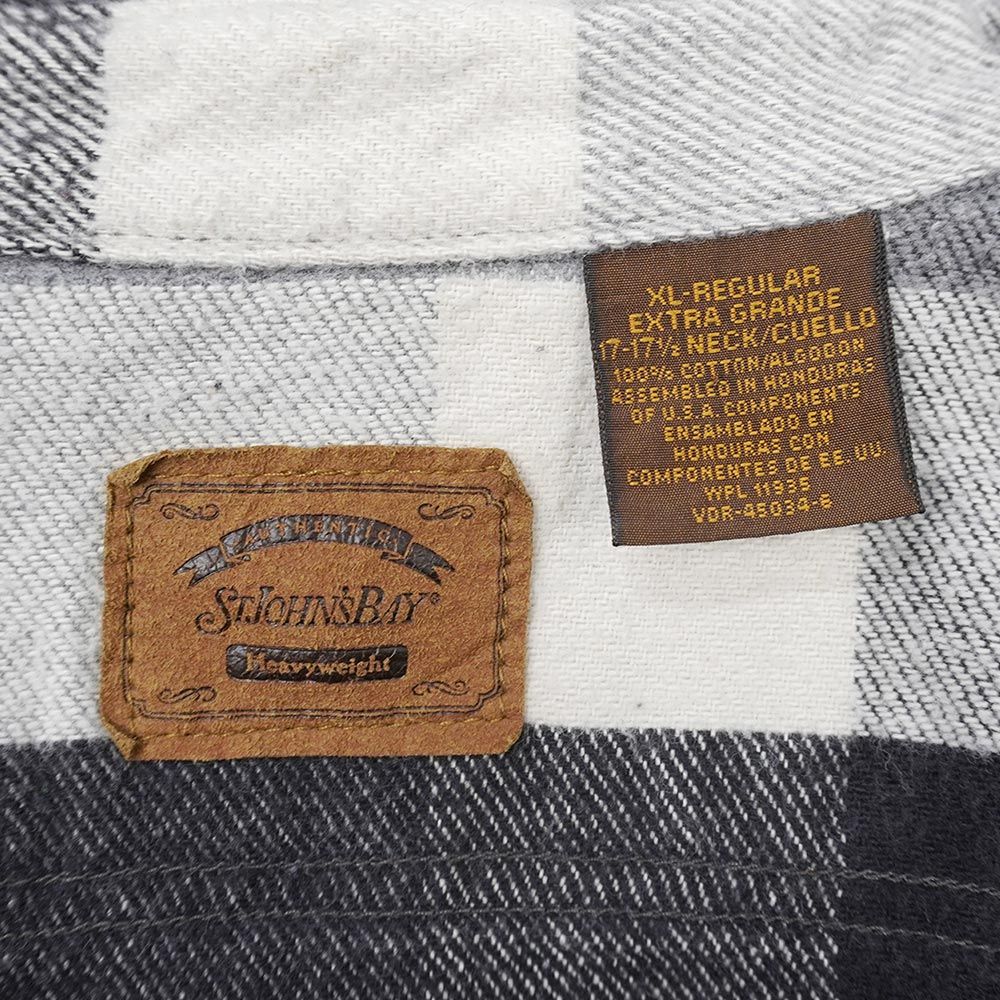 AUTHENTIC
ST.JOHN'S BAY®
Heavyweight
XL-REGULAR
EXTRA GRANDE
17-17½ NECK/CUELLO
100% COTTON/ALGODON
ASSEMBLED IN HONDURAS
OF U.S.A. COMPONENTS
ENSAMBLADO EN
HONDURAS CON
COMPONENTES DE EE.UU.
WPL 11935
VDR-45034-6